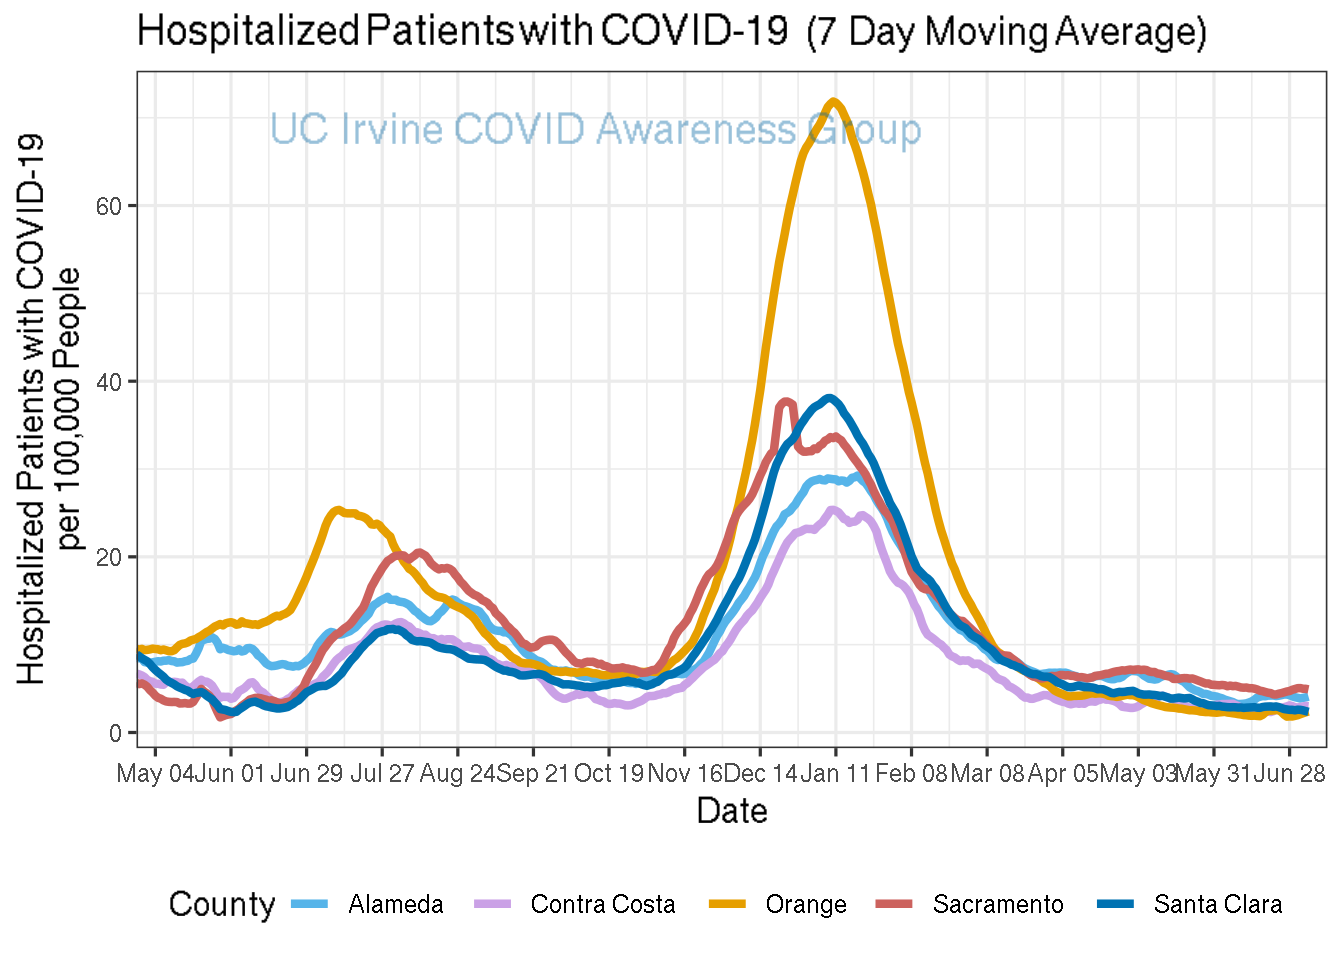 Hospitalized Patients with COVID-19 (7 Day Moving Average)
UC Irvine COVID Awareness Group
Hospitalized Patients with COVID-19
per 100,000 People
60
40
20
0
May 04 Jun 01 Jun 29 Jul 27 Aug 24 Sep 21 Oct 19 Nov 16 Dec 14 Jan 11 Feb 08 Mar 08 Apr 05 May 03 May 31 Jun 28
Date
County Alameda Contra Costa Orange Sacramento Santa Clara